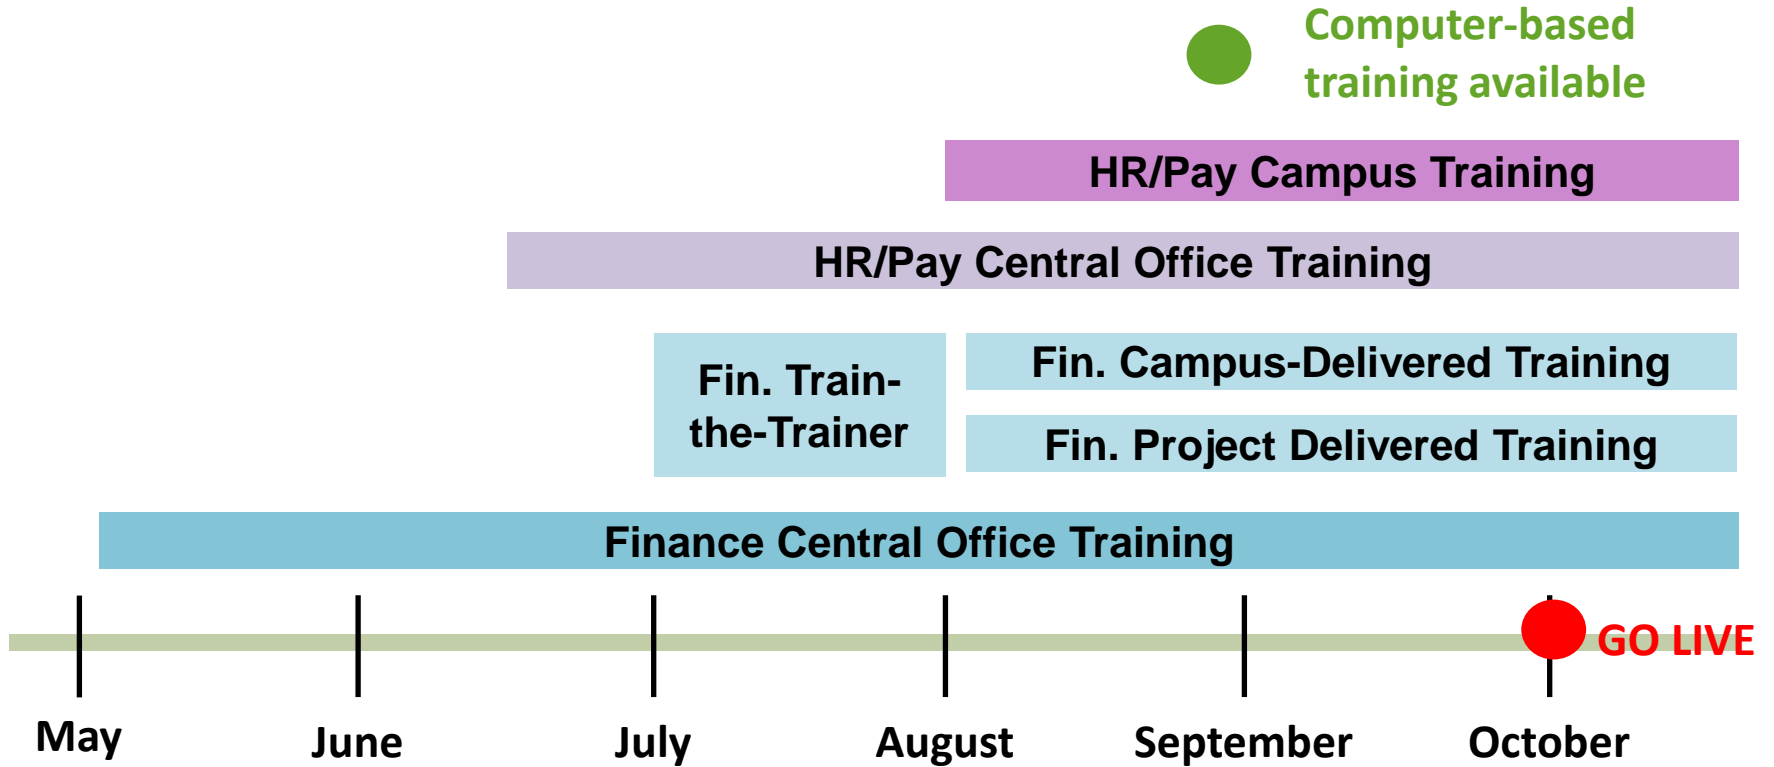 Computer-based
training available
HR/Pay Campus Training
HR/Pay Central Office Training
Fin. Train-
the-Trainer
Fin. Campus-Delivered Training
Fin. Project Delivered Training
Finance Central Office Training
GO LIVE
May
June
July
August
September
October